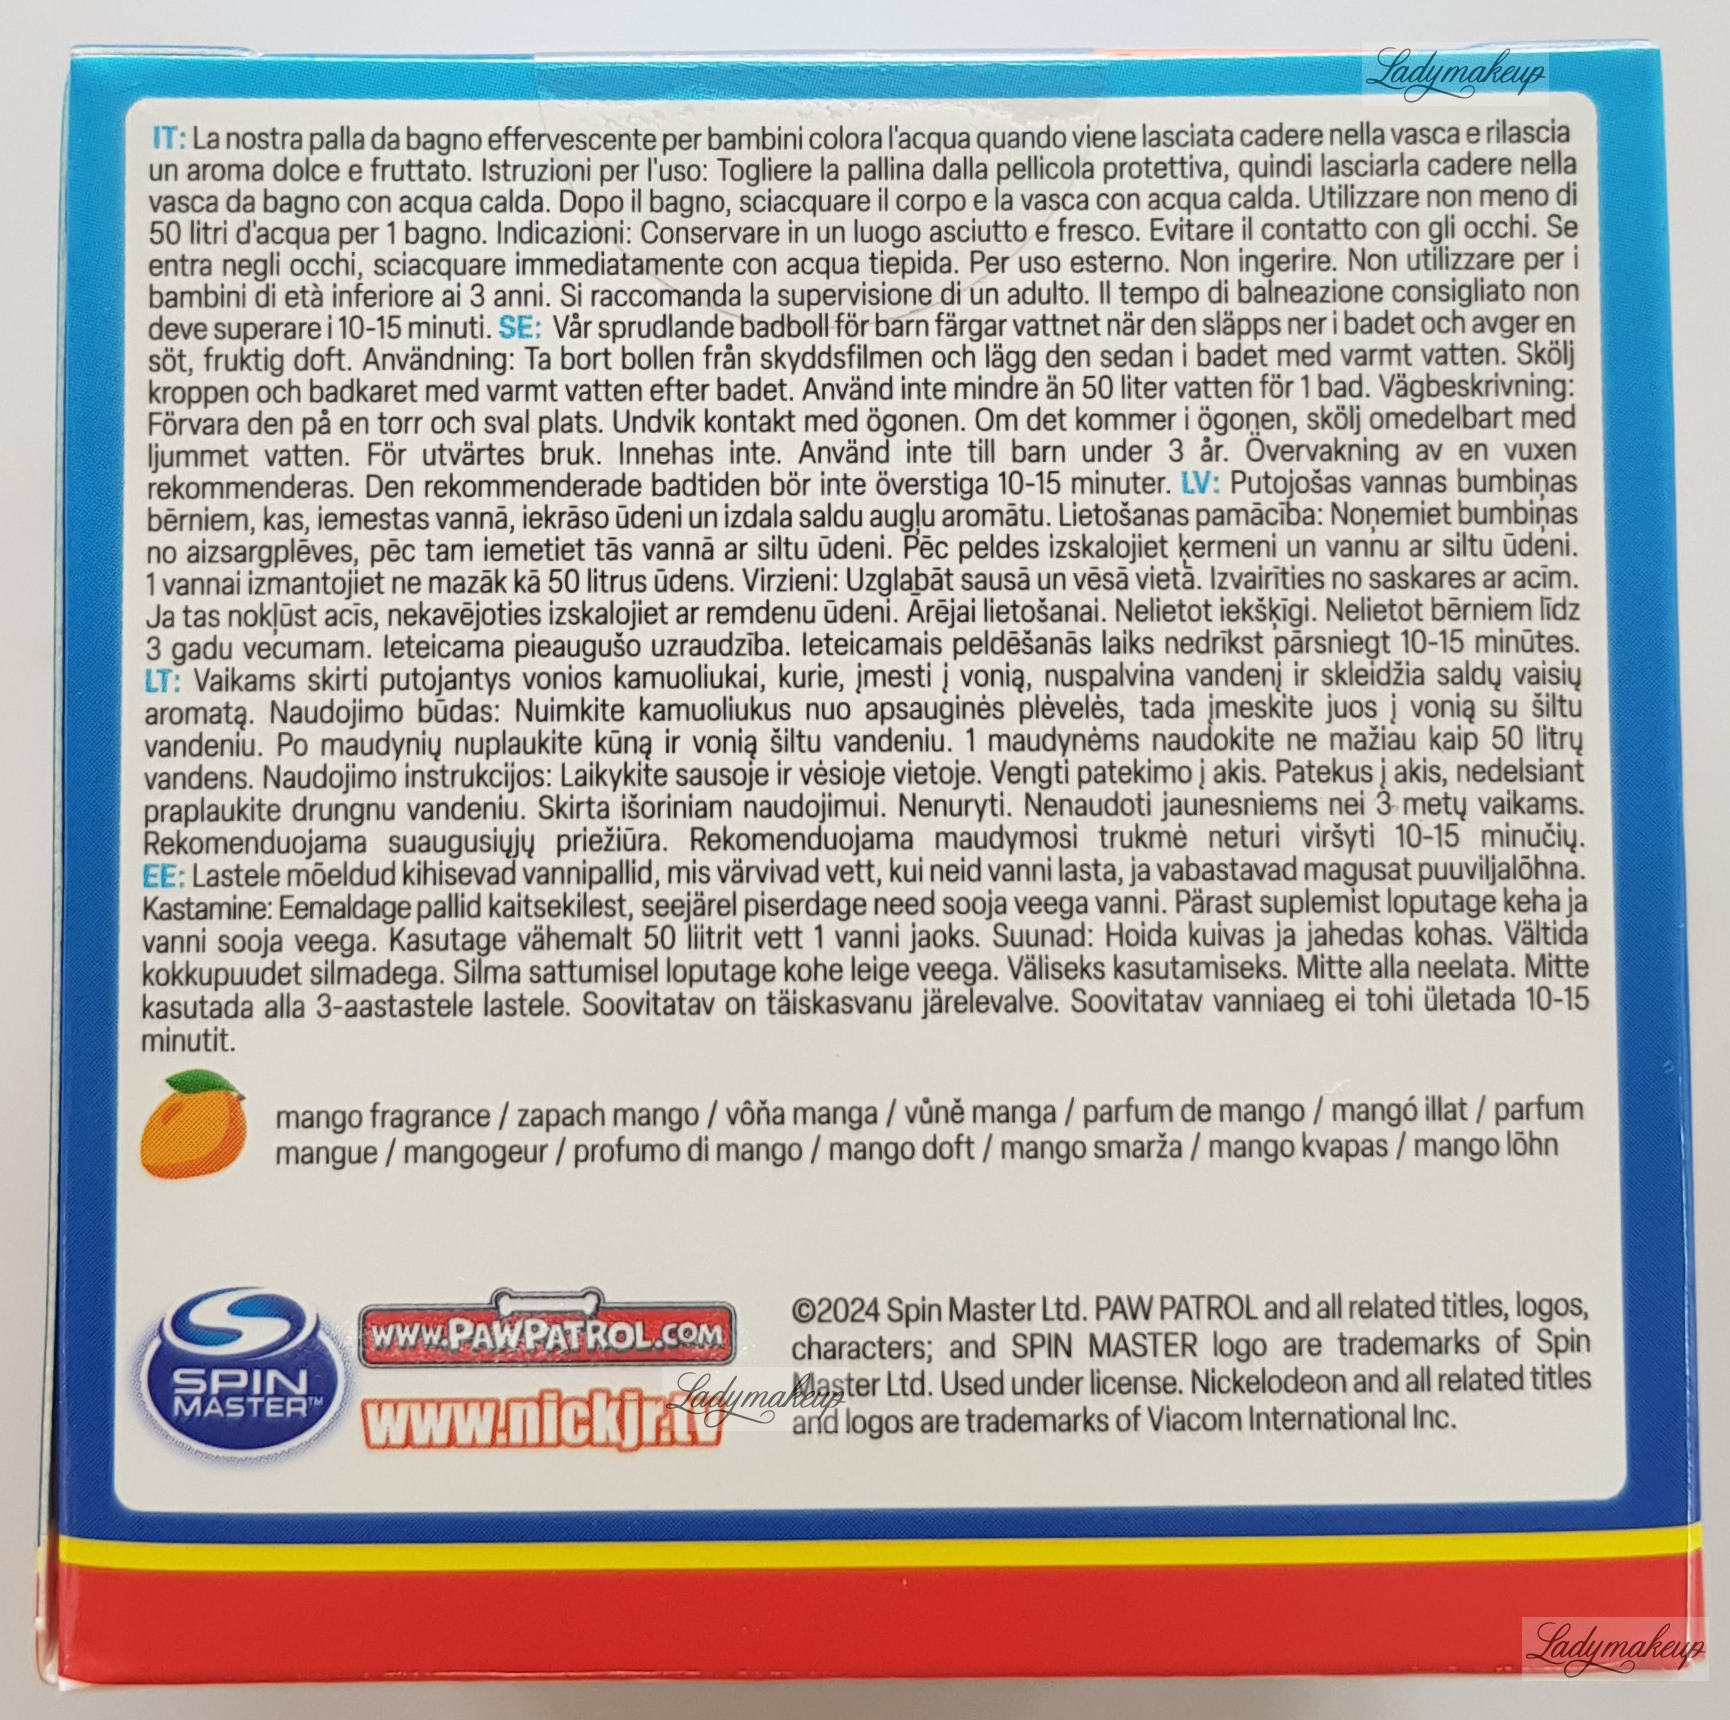 Ladymakeup
IT: La nostra palla da bagno effervescente per bambini colora l'acqua quando viene lasciata cadere nella vasca e rilascia
un aroma dolce e fruttato. Istruzioni per l'uso: Togliere la pallina dalla pellicola protettiva, quindi lasciarla cadere nella
vasca da bagno con acqua calda. Dopo il bagno, sciacquare il corpo e la vasca con acqua calda. Utilizzare non meno di
50 litri d'acqua per 1 bagno. Indicazioni: Conservare in un luogo asciutto e fresco. Evitare il contatto con gli occhi. Se
entra negli occhi, sciacquare immediatamente con acqua tiepida. Per uso esterno. Non ingerire. Non utilizzare per i
bambini di età inferiore ai 3 anni. Si raccomanda la supervisione di un adulto. Il tempo di balneazione consigliato non
deve superare i 10-15 minuti. SE: Vår sprudlande badboll för barn färgar vattnet när den släpps ner i badet och avger en
söt, fruktig doft. Användning: Ta bort bollen från skyddsfilmen och lägg den sedan i badet med varmt vatten. Skölj
kroppen och badkaret med varmt vatten efter badet. Använd inte mindre än 50 liter vatten för 1 bad. Vägbeskrivning:
Förvara den på en torr och sval plats. Undvik kontakt med ögonen. Om det kommer i ögonen, skölj omedelbart med
ljummet vatten. För utvärtes bruk. Innehas inte. Använd inte till barn under 3 år. Övervakning av en vuxen
rekommenderas. Den rekommenderade badtiden bör inte överstiga 10-15 minuter. LV: Putojošas vannas bumbiņas
bērniem, kas, iemestas vannā, iekrāso ūdeni un izdala saldu augļu aromātu. Lietošanas pamācība: Noņemiet bumbiņas
no aizsargplēves, pēc tam iemetiet tās vannā ar siltu ūdeni. Pēc peldes izskalojiet ķermeni un vannu ar siltu ūdeni.
1 vannai izmantojiet ne mazāk kā 50 litrus ūdens. Virzieni: Uzglabāt sausā un vēsā vietā. Izvairīties no saskares ar acīm.
Ja tas nokļūst acīs, nekavējoties izskalojiet ar remdenu ūdeni. Ārējai lietošanai. Nelietot iekšķīgi. Nelietot bērniem līdz
3 gadu vecumam. Ieteicama pieaugušo uzraudzība. Ieteicamais peldēšanās laiks nedrīkst pārsniegt 10-15 minūtes.
LT: Vaikams skirti putojantys vonios kamuoliukai, kurie, įmesti į vonią, nuspalvina vandenį ir skleidžia saldų vaisių
aromatą. Naudojimo būdas: Nuimkite kamuoliukus nuo apsauginės plėvelės, tada įmeskite juos į vonią su šiltu
vandeniu. Po maudynių nuplaukite kūną ir vonią šiltu vandeniu. 1 maudynėms naudokite ne mažiau kaip 50 litrų
vandens. Naudojimo instrukcijos: Laikykite sausoje ir vėsioje vietoje. Vengti patekimo į akis. Patekus į akis, nedelsiant
praplaukite drungnu vandeniu. Skirta išoriniam naudojimui. Nenuryti. Nenaudoti jaunesniems nei 3 metų vaikams.
Rekomenduojama suaugusiųjų priežiūra. Rekomenduojama maudymosi trukmė neturi viršyti 10-15 minučių.
EE: Lastele mõeldud kihisevad vannipallid, mis värvivad vett, kui neid vanni lasta, ja vabastavad magusat puuviljalõhna.
Kastamine: Eemaldage pallid kaitsekilest, seejärel piserdage need sooja veega vanni. Pärast suplemist loputage keha ja
vanni sooja veega. Kasutage vähemalt 50 liitrit vett 1 vanni jaoks. Suunad: Hoida kuivas ja jahedas kohas. Vältida
kokkupuudet silmadega. Silma sattumisel loputage kohe leige veega. Väliseks kasutamiseks. Mitte alla neelata. Mitte
kasutada alla 3-aastastele lastele. Soovitatav on täiskasvanu järelevalve. Soovitatav vanniaeg ei tohi ületada 10-15
minutit.
mango fragrance / zapach mango / vôňa manga / vůně manga / parfum de mango / mangó illat / parfum
mangue / mangogeur / profumo di mango / mango doft / mango smarža / mango kvapas / mango lõhn
SPIN
MASTER™
WWW.PAWPATROL.COM
www.nickjr.tv
Ladymakeup
©2024 Spin Master Ltd. PAW PATROL and all related titles, logos,
characters; and SPIN MASTER logo are trademarks of Spin
Master Ltd. Used under license. Nickelodeon and all related titles
and logos are trademarks of Viacom International Inc.
Ladymakeup